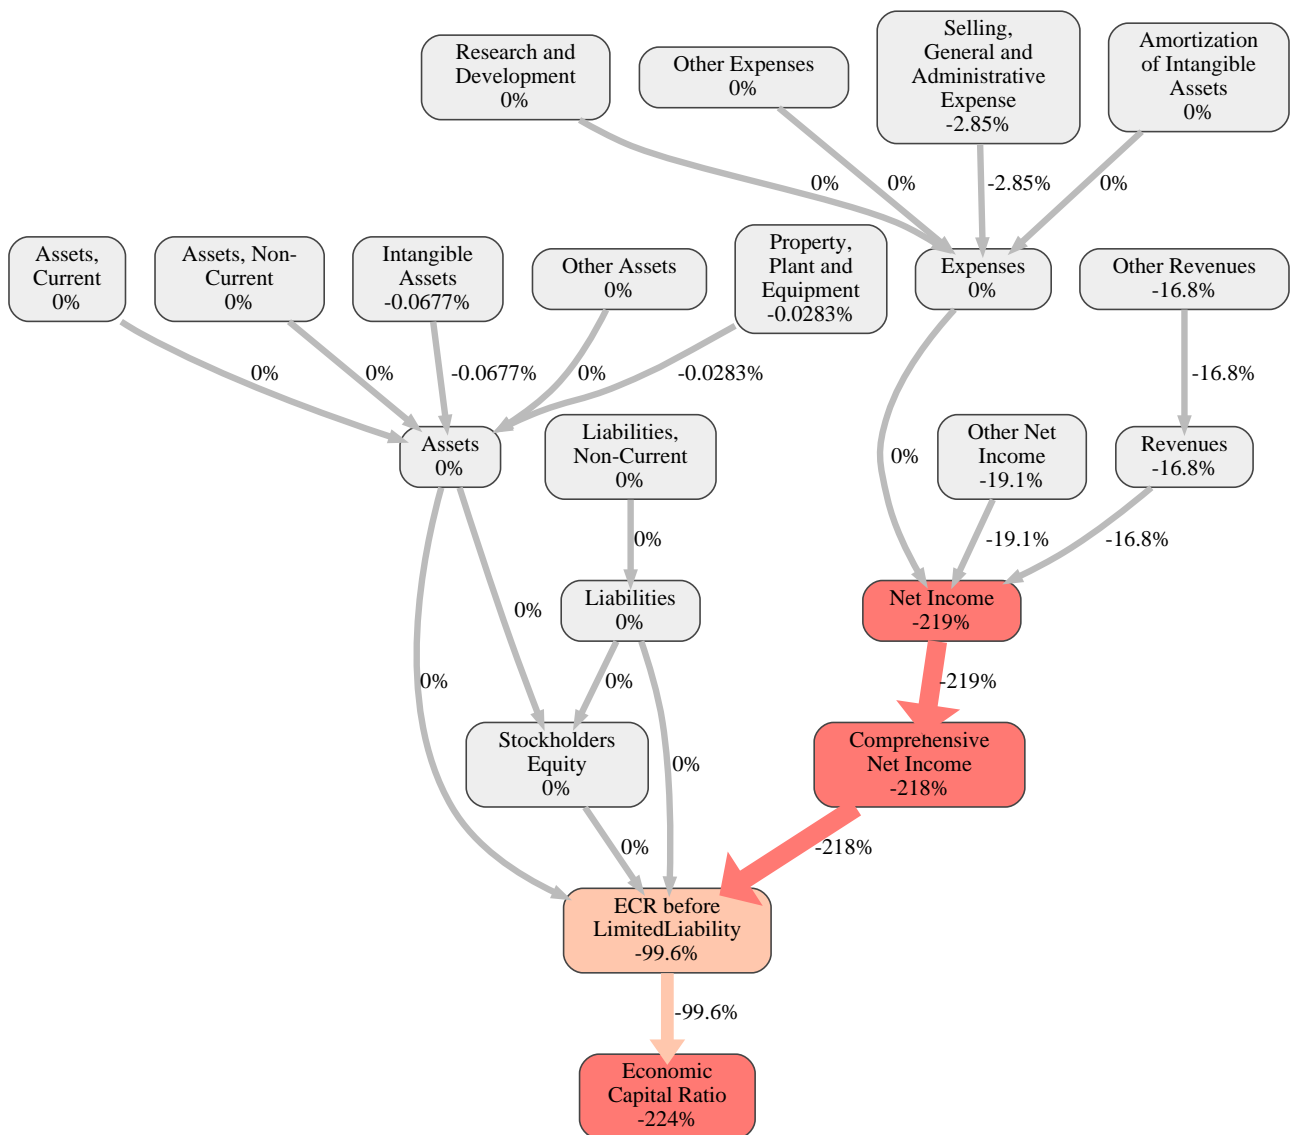 Research and
Development
0%
Other Expenses
0%
Selling,
General and
Administrative
Expense
-2.85%
Amortization
of Intangible
Assets
0%
0%
0%
-2.85%
0%
Assets,
Current
0%
Assets, Non-
Current
0%
Intangible
Assets
-0.0677%
Other Assets
0%
Property,
Plant and
Equipment
-0.0283%
Expenses
0%
Other Revenues
-16.8%
0%
0%
-0.0677%
0%
-0.0283%
-16.8%
Assets
0%
Liabilities,
Non-Current
0%
0%
Other Net
Income
-19.1%
Revenues
-16.8%
0%
-19.1%
-16.8%
0%
Liabilities
0%
Net Income
-219%
0%
0%
0%
-219%
Stockholders
Equity
0%
0%
Comprehensive
Net Income
-218%
0%
-218%
ECR before
LimitedLiability
-99.6%
-99.6%
Economic
Capital Ratio
-224%